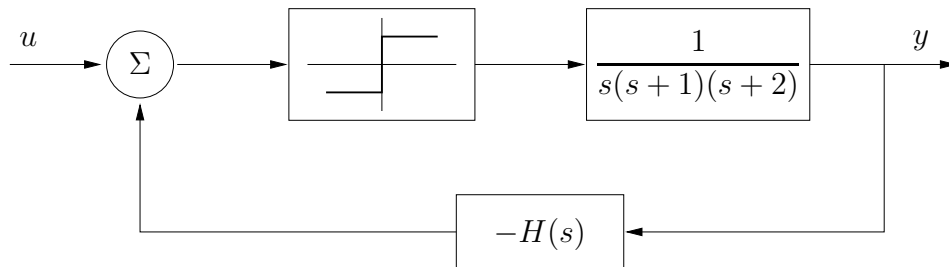 u
Σ
1
s(s + 1)(s + 2)
y
−H(s)